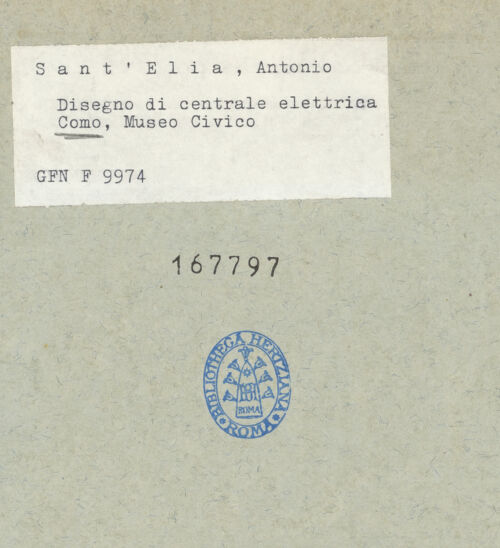 Sant'Elia, Antonio
Disegno di centrale elettrica
Como, Museo Civico
GFN F 9974
167797
BIBLIOTHECA HERTZIANA
ROMA
ROMA